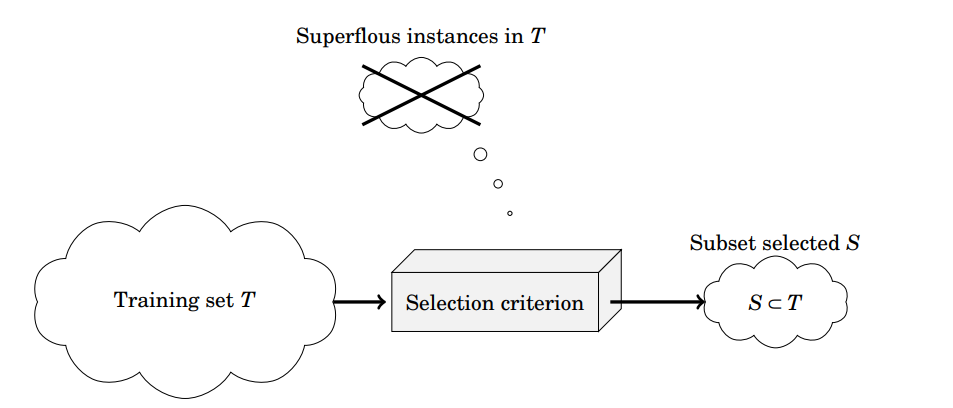 Superflous instances in T
Subset selected S
Training set T
Selection criterion
S ⊂ T